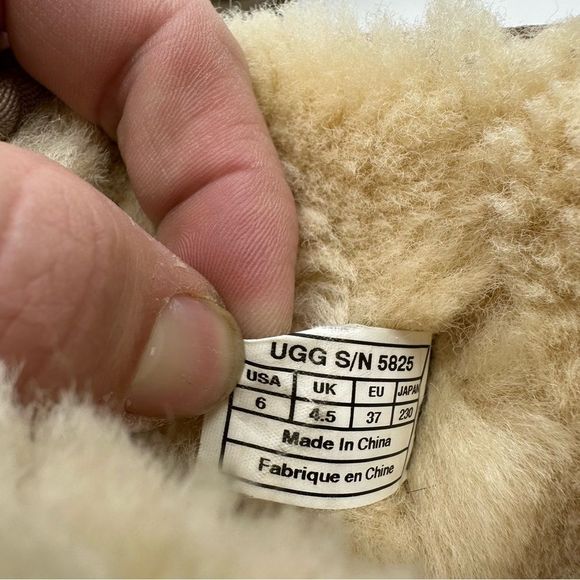 UGG S/N 5825
USA UK EU JAPAN
6 4.5 37 230
Made In China
Fabrique en Chine